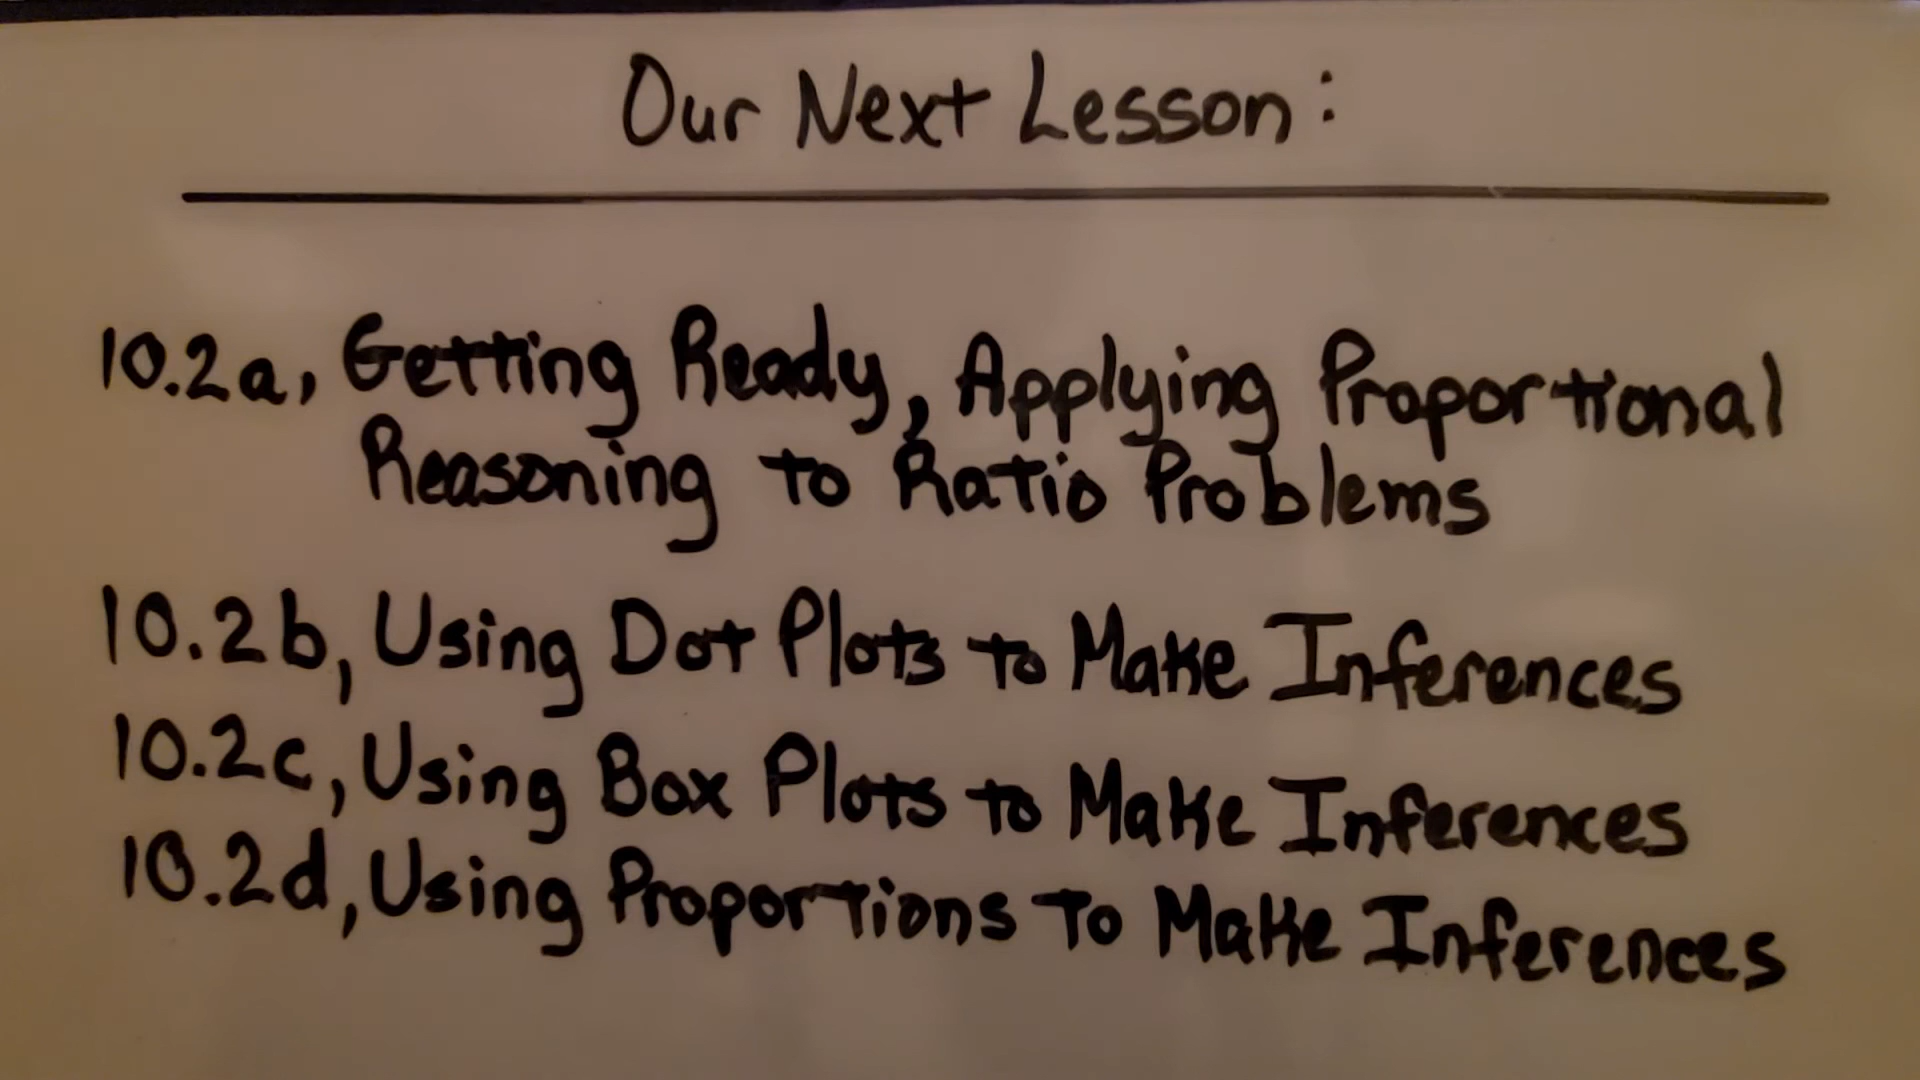 Our Next Lesson:
10.2a, Getting Ready, Applying Proportional
Reasoning to Ratio Problems
10.2b, Using Dot Plots to Make Inferences
10.2c, Using Box Plots to Make Inferences
10.2d, Using Proportions To Make Inferences